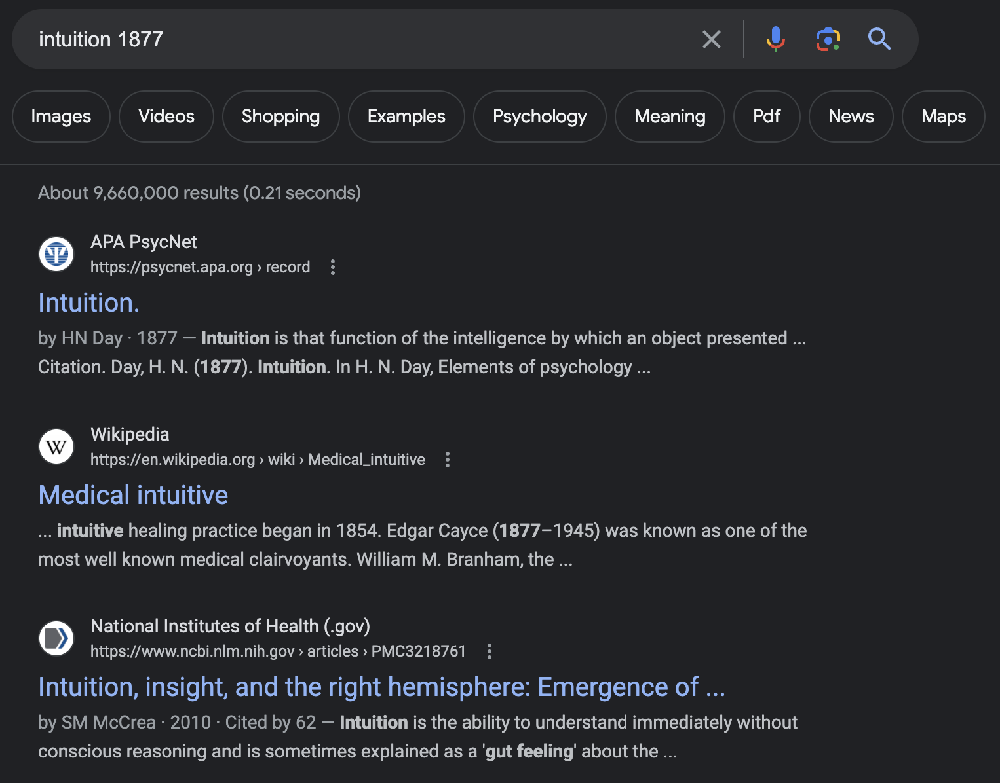 intuition 1877
Images Videos Shopping Examples Psychology Meaning Pdf News Maps
About 9,660,000 results (0.21 seconds)
APA PsycNet
https://psycnet.apa.org › record
Intuition.
by HN Day · 1877 — Intuition is that function of the intelligence by which an object presented ...
Citation. Day, H. N. (1877). Intuition. In H. N. Day, Elements of psychology ...
W
Wikipedia
https://en.wikipedia.org › wiki › Medical_intuitive
Medical intuitive
... intuitive healing practice began in 1854. Edgar Cayce (1877–1945) was known as one of the
most well known medical clairvoyants. William M. Branham, the ...
National Institutes of Health (.gov)
https://www.ncbi.nlm.nih.gov › articles › PMC3218761
Intuition, insight, and the right hemisphere: Emergence of ...
by SM McCrea · 2010 · Cited by 62 — Intuition is the ability to understand immediately without
conscious reasoning and is sometimes explained as a 'gut feeling' about the ...